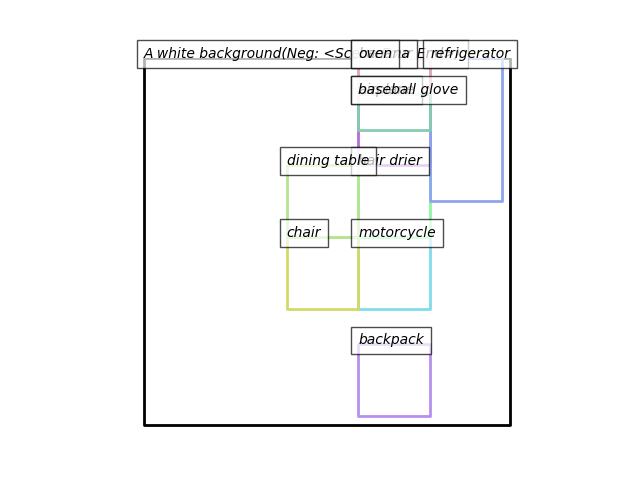 A white background(Neg: <Sc
oven
refrigerator
baseball glove
dining table
hair drier
chair
motorcycle
backpack